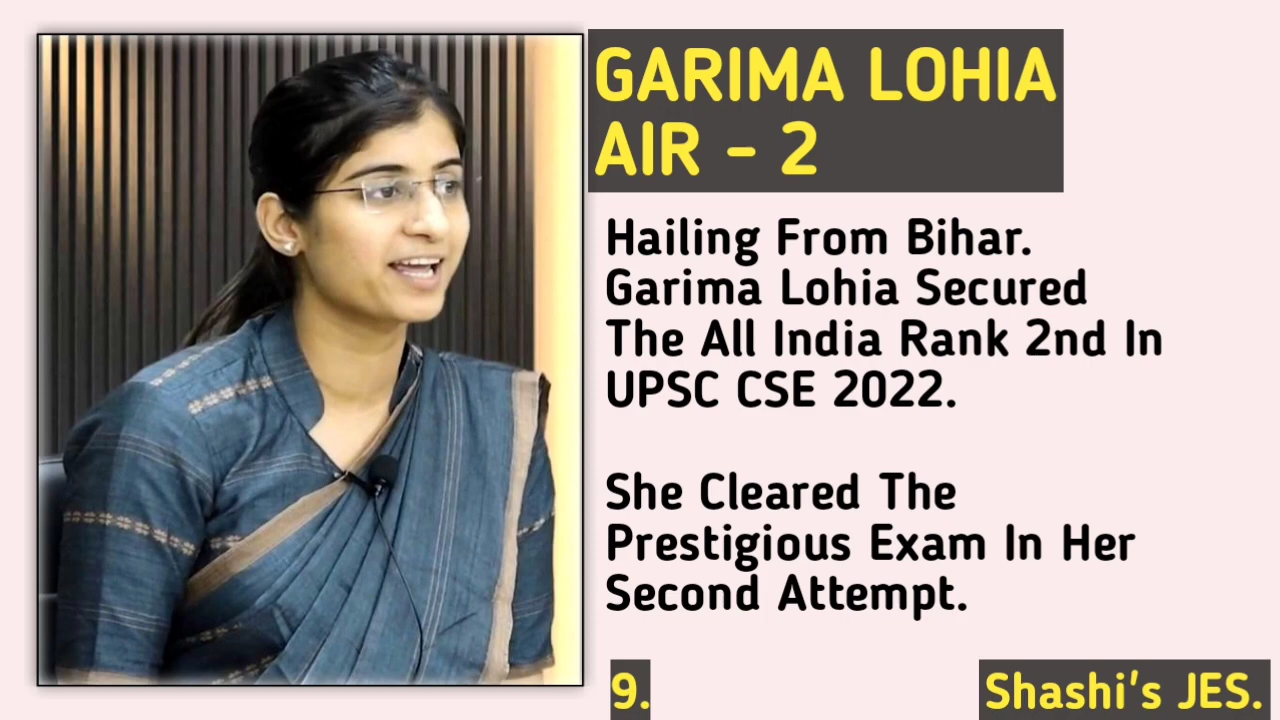 GARIMA LOHIA
AIR - 2
Hailing From Bihar.
Garima Lohia Secured
The All India Rank 2nd In
UPSC CSE 2022.
She Cleared The
Prestigious Exam In Her
Second Attempt.
9.
Shashi's JES.